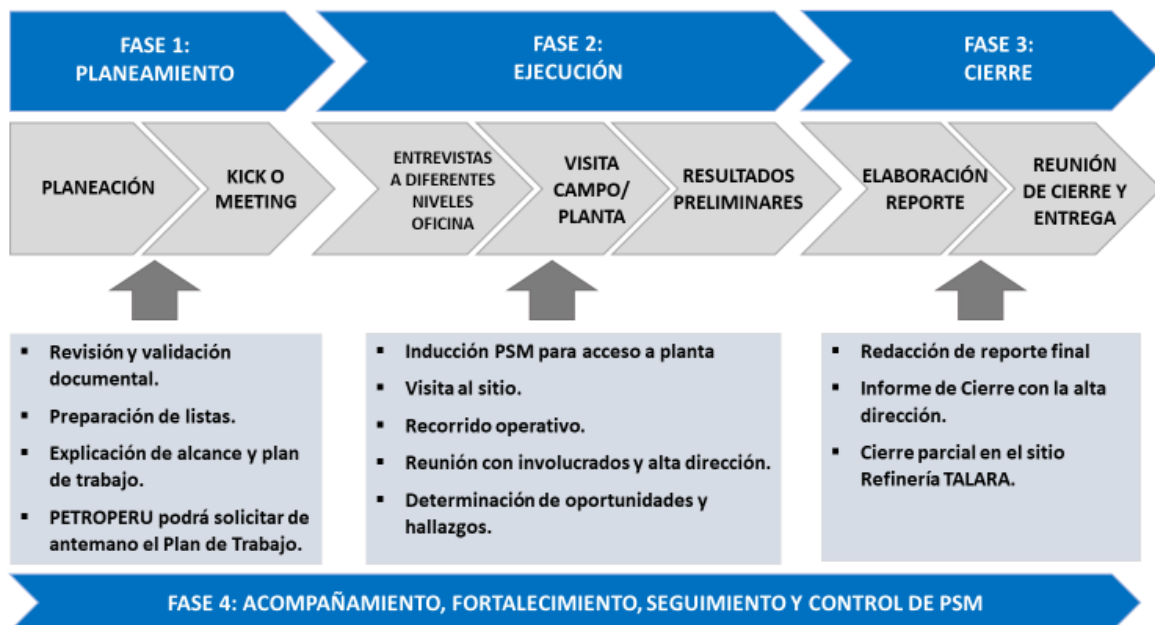 FASE 1:
PLANEAMIENTO
FASE 2:
EJECUCIÓN
FASE 3:
CIERRE
PLANEACIÓN
KICK O
MEETING
ENTREVISTAS
A DIFERENTES
NIVELES
OFICINA
VISITA
CAMPO/
PLANTA
RESULTADOS
PRELIMINARES
ELABORACIÓN
REPORTE
REUNIÓN
DE CIERRE Y
ENTREGA
▪ Revisión y validación
documental.
▪ Preparación de listas.
▪ Explicación de alcance y plan
de trabajo.
▪ PETROPERU podrá solicitar de
antemano el Plan de Trabajo.
▪ Inducción PSM para acceso a planta
▪ Visita al sitio.
▪ Recorrido operativo.
▪ Reunión con involucrados y alta dirección.
▪ Determinación de oportunidades y
hallazgos.
▪ Redacción de reporte final
▪ Informe de Cierre con la alta
dirección.
▪ Cierre parcial en el sitio
Refinería TALARA.
FASE 4: ACOMPAÑAMIENTO, FORTALECIMIENTO, SEGUIMIENTO Y CONTROL DE PSM